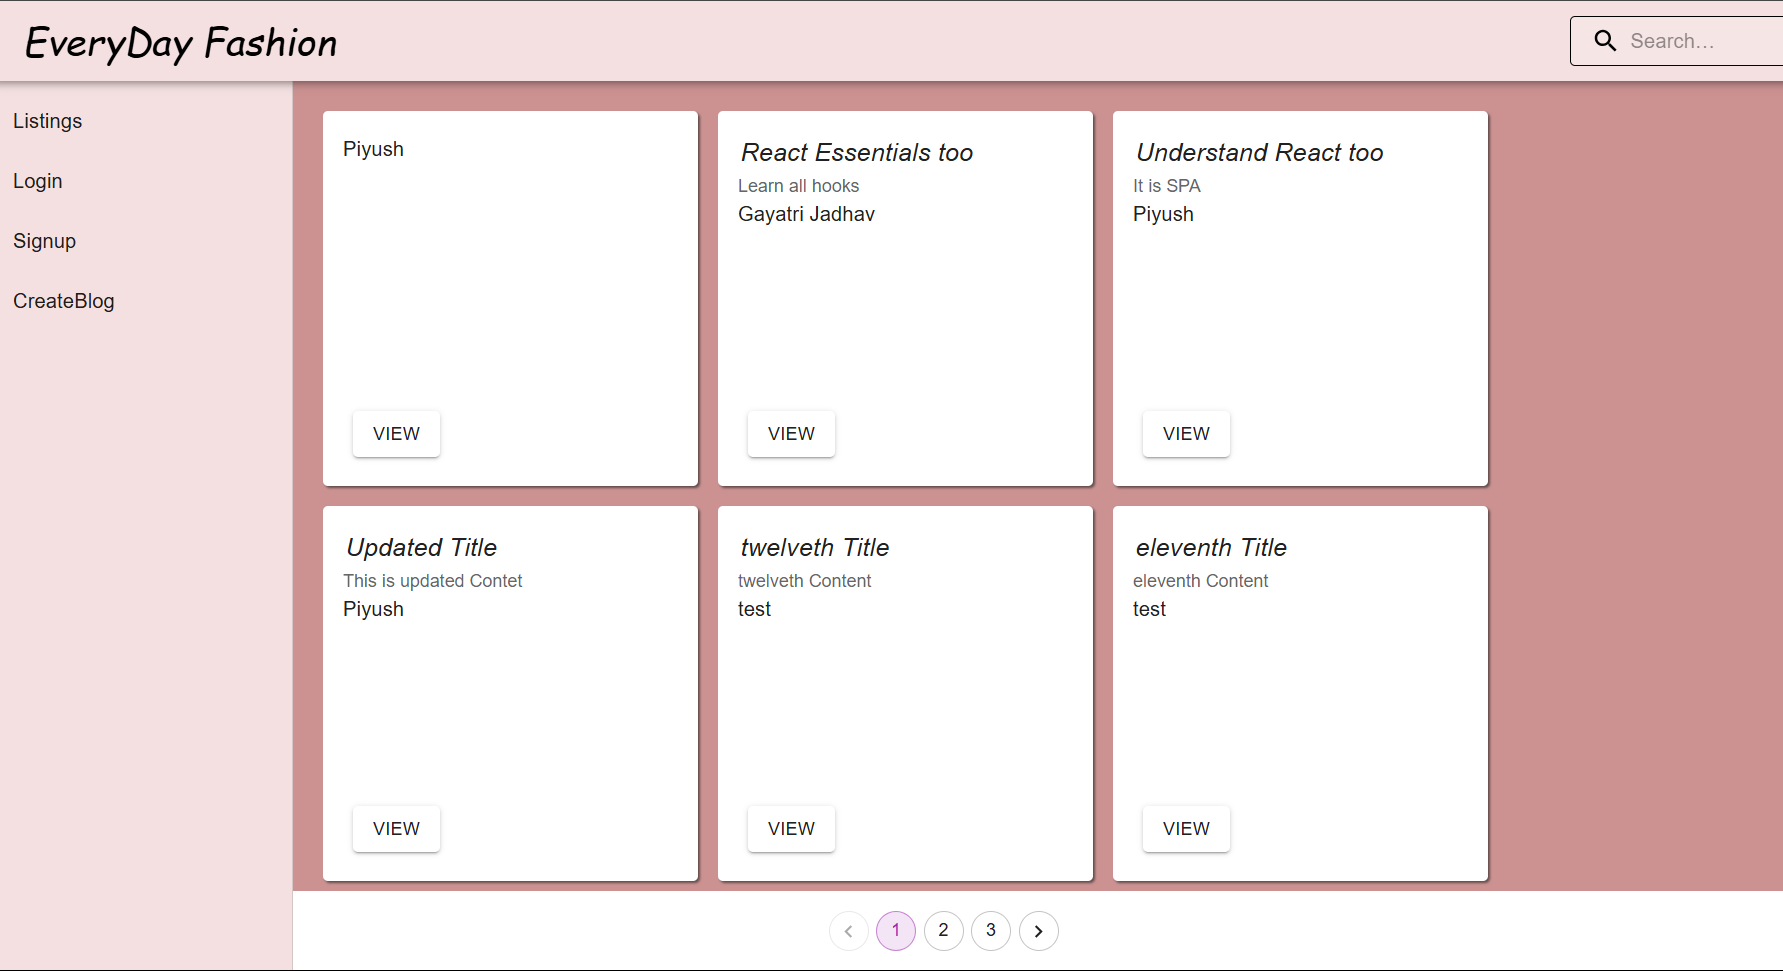 EveryDay Fashion
Search...
Listings
Login
Signup
CreateBlog
Piyush
VIEW
React Essentials too
Learn all hooks
Gayatri Jadhav
VIEW
Understand React too
It is SPA
Piyush
VIEW
Updated Title
This is updated Contet
Piyush
VIEW
twelveth Title
twelveth Content
test
VIEW
eleventh Title
eleventh Content
test
VIEW
1 2 3